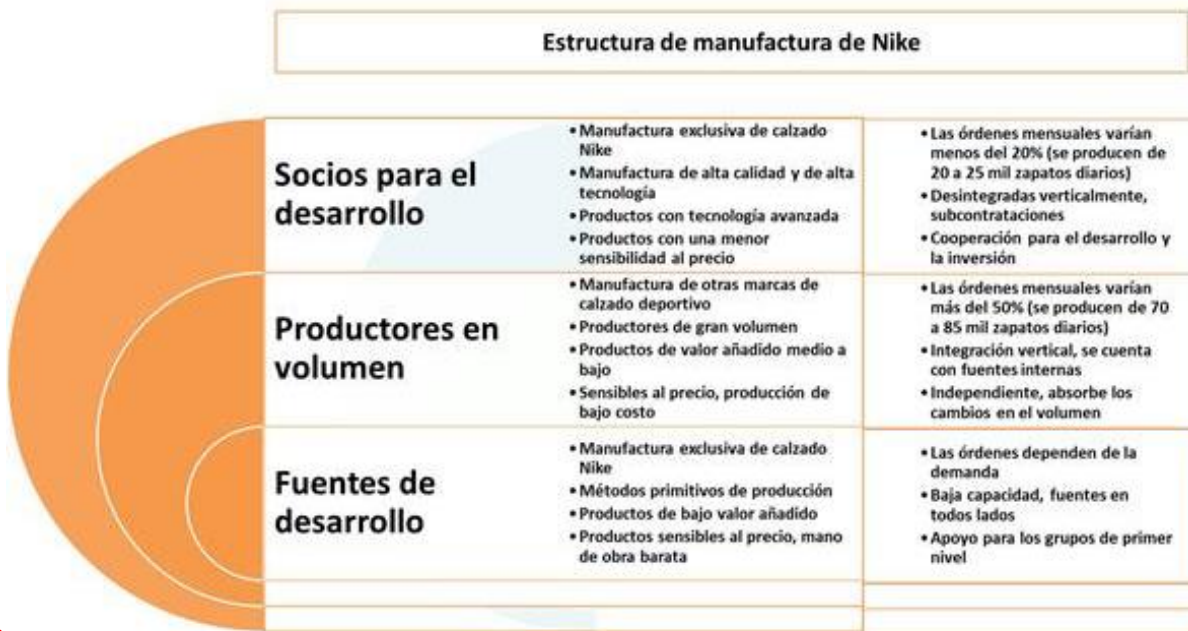 Estructura de manufactura de Nike
Socios para el
desarrollo
• Manufactura exclusiva de calzado
Nike
• Manufactura de alta calidad y de alta
tecnología
• Productos con tecnología avanzada
• Productos con una menor
sensibilidad al precio
• Las órdenes mensuales varían
menos del 20% (se producen de
20 a 25 mil zapatos diarios)
• Desintegradas verticalmente,
subcontrataciones
• Cooperación para el desarrollo y
la inversión
Productores en
volumen
• Manufactura de otras marcas de
calzado deportivo
• Productores de gran volumen
• Productos de valor añadido medio a
bajo
• Sensibles al precio, producción de
bajo costo
• Las órdenes mensuales varían
más del 50% (se producen de 70
a 85 mil zapatos diarios)
• Integración vertical, se cuenta
con fuentes internas
• Independiente, absorbe los
cambios en el volumen
Fuentes de
desarrollo
• Manufactura exclusiva de calzado
Nike
• Métodos primitivos de producción
• Productos de bajo valor añadido
• Productos sensibles al precio, mano
de obra barata
• Las órdenes dependen de la
demanda
• Baja capacidad, fuentes en
todos lados
• Apoyo para los grupos de primer
nivel